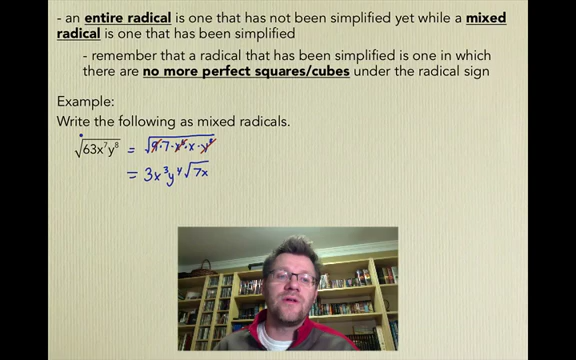 - an entire radical is one that has not been simplified yet while a mixed
radical is one that has been simplified
- remember that a radical that has been simplified is one in which
there are no more perfect squares/cubes under the radical sign
Example:
Write the following as mixed radicals.
√63x⁷y⁸ = √9·7·x⁶·x·y⁸
= 3x³y⁴√7x